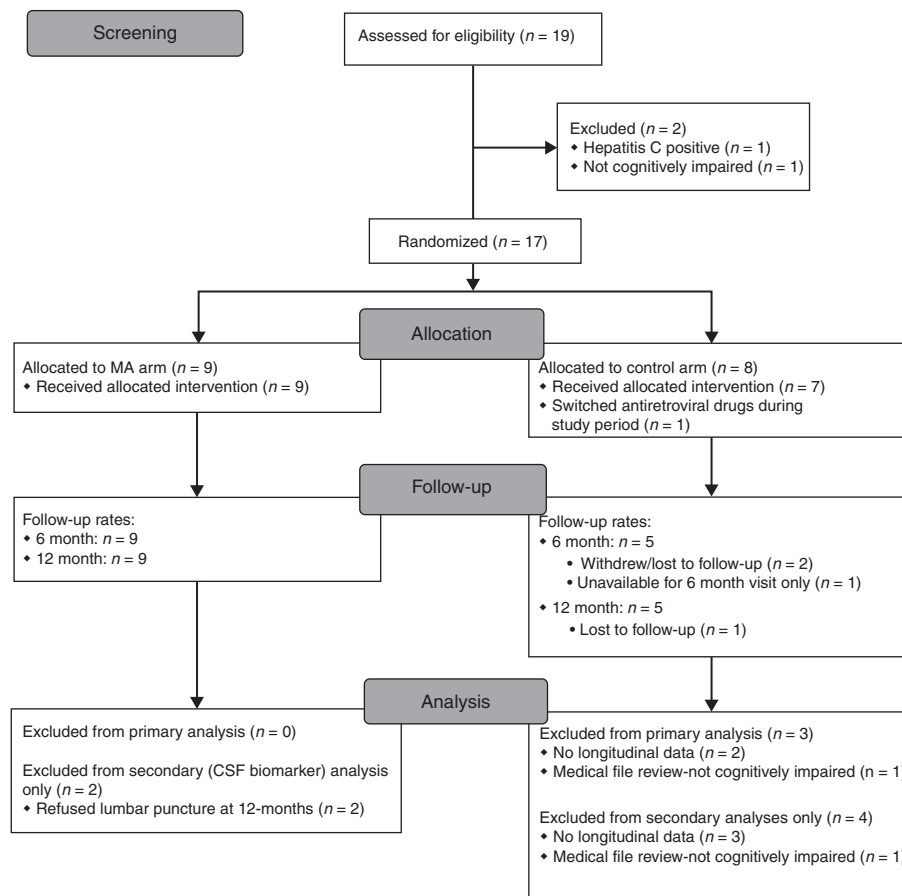 Screening
Assessed for eligibility (n = 19)
Excluded (n = 2)
◆ Hepatitis C positive (n = 1)
◆ Not cognitively impaired (n = 1)
Randomized (n = 17)
Allocation
Allocated to MA arm (n = 9)
◆ Received allocated intervention (n = 9)
Allocated to control arm (n = 8)
◆ Received allocated intervention (n = 7)
◆ Switched antiretroviral drugs during
study period (n = 1)
Follow-up
Follow-up rates:
◆ 6 month: n = 9
◆ 12 month: n = 9
Follow-up rates:
◆ 6 month: n = 5
• Withdrew/lost to follow-up (n = 2)
• Unavailable for 6 month visit only (n = 1)
◆ 12 month: n = 5
• Lost to follow-up (n = 1)
Analysis
Excluded from primary analysis (n = 0)
Excluded from secondary (CSF biomarker) analysis
only (n = 2)
◆ Refused lumbar puncture at 12-months (n = 2)
Excluded from primary analysis (n = 3)
◆ No longitudinal data (n = 2)
◆ Medical file review-not cognitively impaired (n = 1)
Excluded from secondary analyses only (n = 4)
◆ No longitudinal data (n = 3)
◆ Medical file review-not cognitively impaired (n = 1)